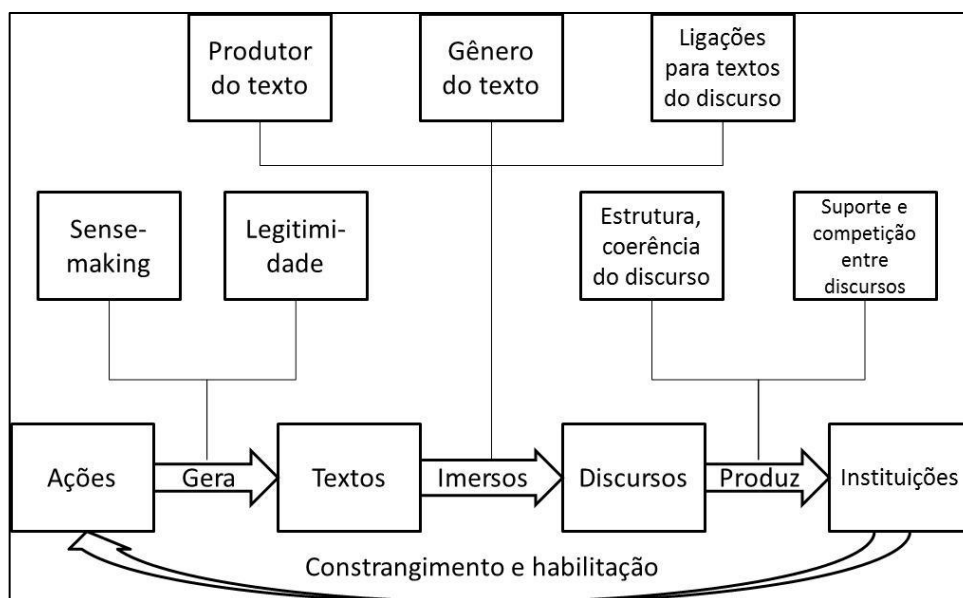 Produtor
do texto
Gênero
do texto
Ligações
para textos
do discurso
Sense-
making
Legitimi-
dade
Estrutura,
coerência
do discurso
Suporte e
competição
entre
discursos
Ações
Gera
Textos
Imersos
Discursos
Produz
Instituições
Constrangimento e habilitação